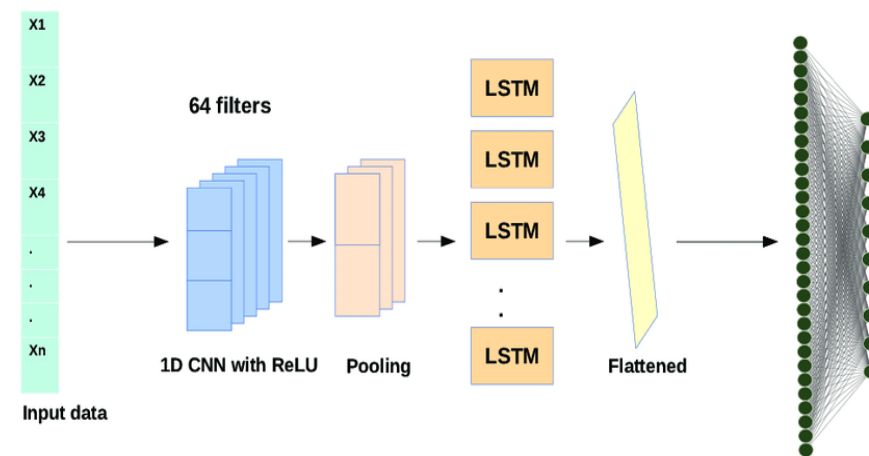 X1
X2
X3
X4
.
.
.
Xn
Input data
64 filters
1D CNN with ReLU
Pooling
LSTM
LSTM
LSTM
.
.
LSTM
Flattened